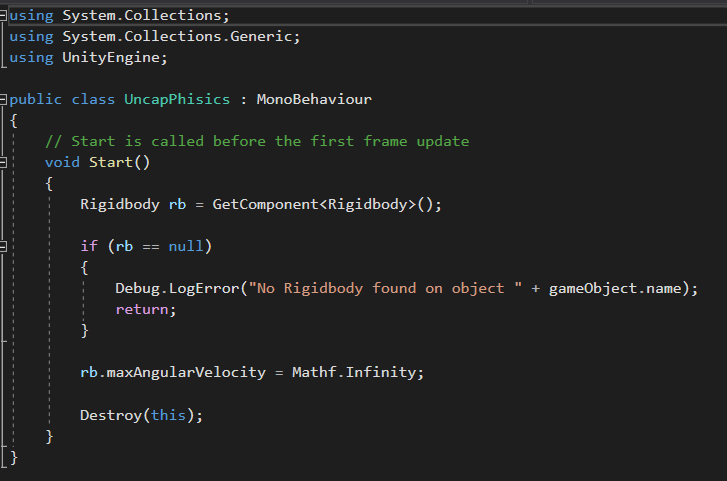 using System.Collections;
using System.Collections.Generic;
using UnityEngine;
public class UncapPhisics : MonoBehaviour
{
// Start is called before the first frame update
void Start()
{
Rigidbody rb = GetComponent<Rigidbody>();
if (rb == null)
{
Debug.LogError("No Rigidbody found on object " + gameObject.name);
return;
}
rb.maxAngularVelocity = Mathf.Infinity;
Destroy(this);
}
}